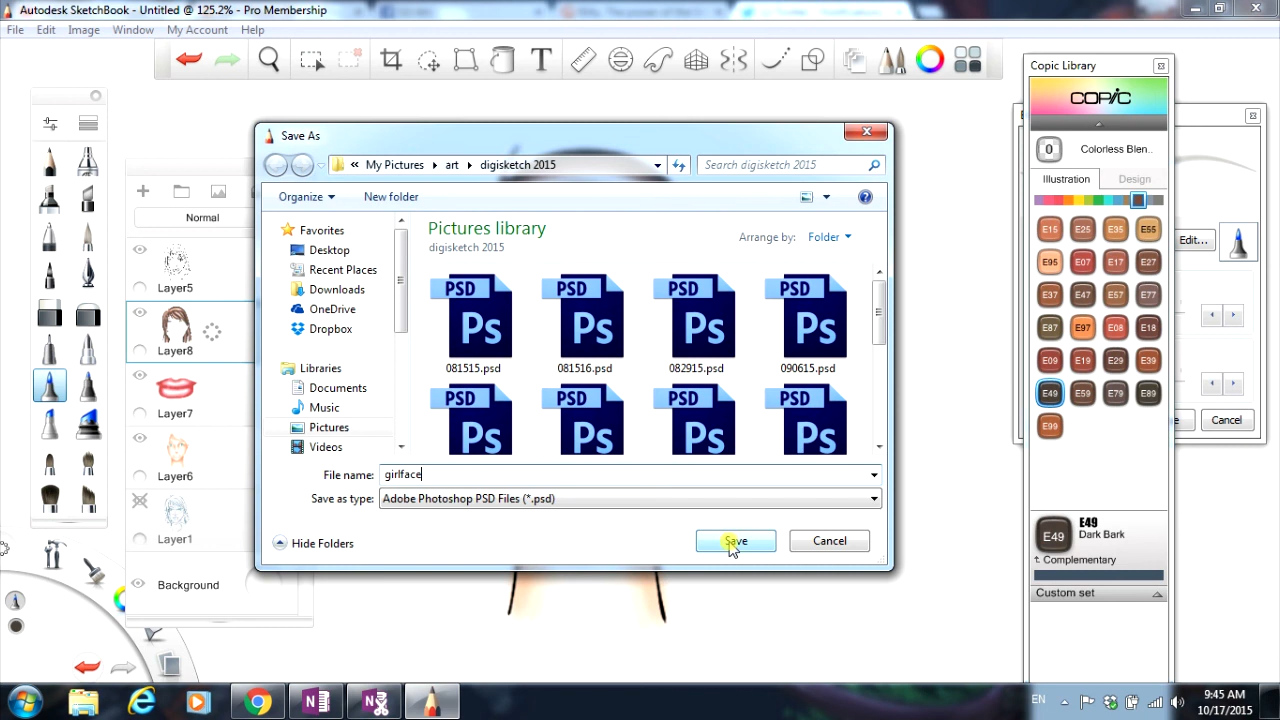 Autodesk SketchBook - Untitled @ 125.2% - Pro Membership
File Edit Image Window My Account Help
Normal
Layer5
Layer8
Layer7
Layer6
Layer1
Background
Save As
« My Pictures art digisketch 2015
Search digisketch 2015
Organize New folder
Favorites
Desktop
Recent Places
Downloads
OneDrive
Dropbox
Libraries
Documents
Music
Pictures
Videos
Pictures library
digisketch 2015
Arrange by: Folder
PSD PSD PSD PSD
Ps Ps Ps Ps
081515.psd 081516.psd 082915.psd 090615.psd
PSD PSD PSD PSD
Ps Ps Ps Ps
File name: girlface
Save as type: Adobe Photoshop PSD Files (*.psd)
Hide Folders
Save Cancel
Copic Library
COPIC
0 Colorless Blen..
Illustration Design
E15 E25 E35 E55
E95 E07 E17 E27
E37 E47 E57 E77
E87 E97 E08 E18
E09 E19 E29 E39
E49 E59 E79 E89
E99
Edit...
Cancel
E49 E49
Dark Bark
Complementary
Custom set
EN
9:45 AM
10/17/2015